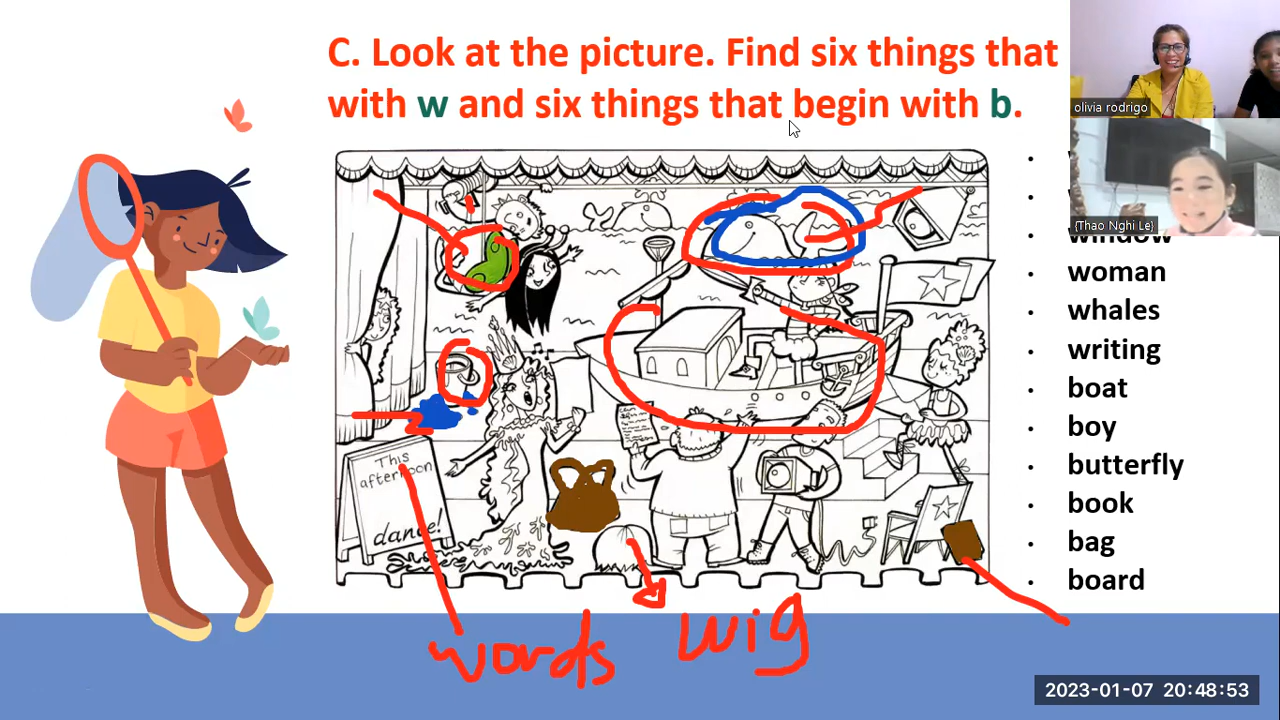 C. Look at the picture. Find six things that
with w and six things that begin with b.
olivia rodrigo
{Thao Nghi Le}
window
woman
whales
writing
boat
boy
butterfly
book
bag
board
This
afternoon
dance!
words
wig
2023-01-07 20:48:53